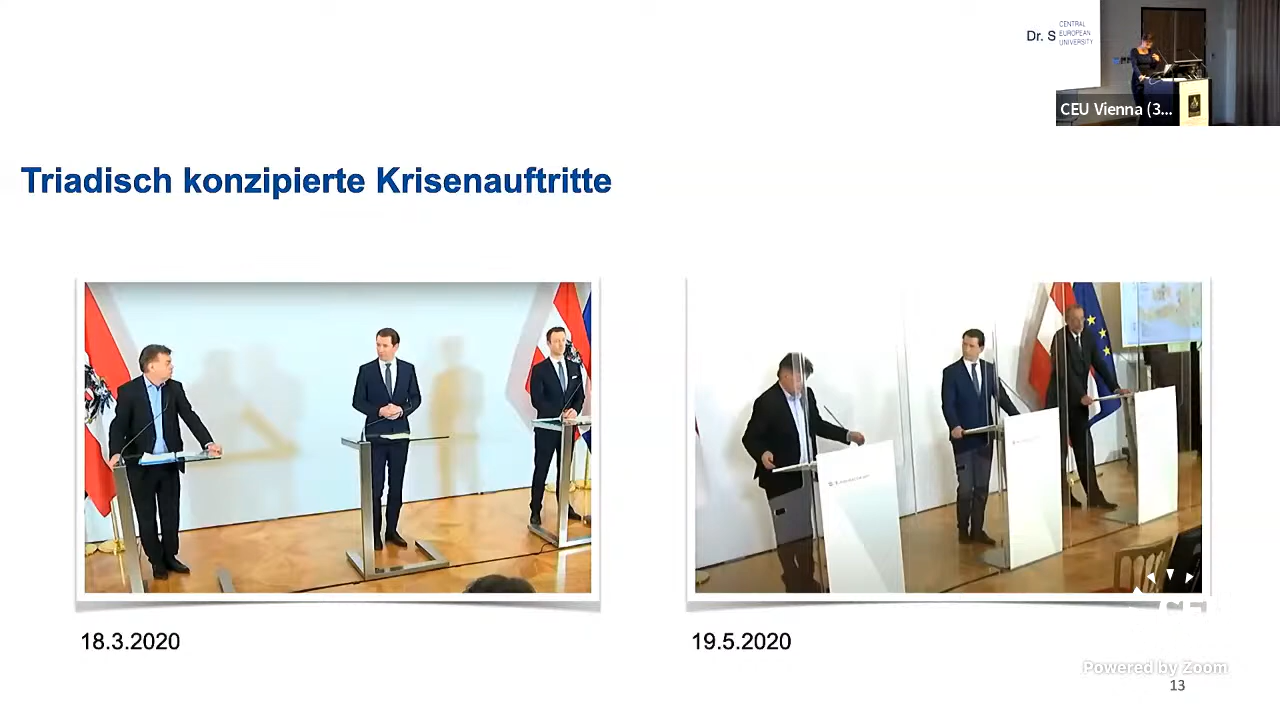 Dr. S
CENTRAL
EUROPEAN
UNIVERSITY
CEU Vienna (3...
Triadisch konzipierte Krisenauftritte
18.3.2020
19.5.2020
Powered by Zoom
13